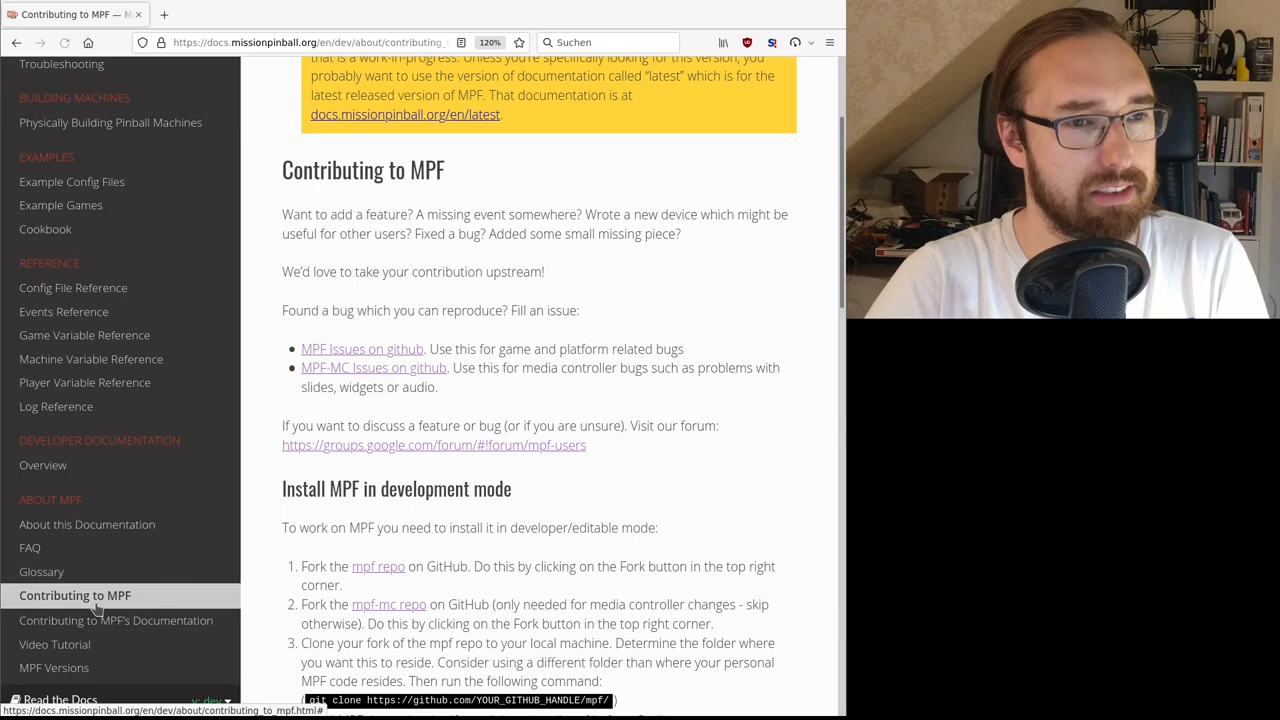 Contributing to MPF — M
https://docs.missionpinball.org/en/dev/about/contributing_
120%
Suchen
Troubleshooting
BUILDING MACHINES
Physically Building Pinball Machines
EXAMPLES
Example Config Files
Example Games
Cookbook
REFERENCE
Config File Reference
Events Reference
Game Variable Reference
Machine Variable Reference
Player Variable Reference
Log Reference
DEVELOPER DOCUMENTATION
Overview
ABOUT MPF
About this Documentation
FAQ
Glossary
Contributing to MPF
Contributing to MPF's Documentation
Video Tutorial
MPF Versions
Read the Docs
v: dev
https://docs.missionpinball.org/en/dev/about/contributing_to_mpf.html#
that is a work-in-progress. Unless you're specifically looking for this version, you
probably want to use the version of documentation called “latest” which is for the
latest released version of MPF. That documentation is at
docs.missionpinball.org/en/latest.
Contributing to MPF
Want to add a feature? A missing event somewhere? Wrote a new device which might be
useful for other users? Fixed a bug? Added some small missing piece?
We'd love to take your contribution upstream!
Found a bug which you can reproduce? Fill an issue:
MPF Issues on github. Use this for game and platform related bugs
MPF-MC Issues on github. Use this for media controller bugs such as problems with
slides, widgets or audio.
If you want to discuss a feature or bug (or if you are unsure). Visit our forum:
https://groups.google.com/forum/#!forum/mpf-users
Install MPF in development mode
To work on MPF you need to install it in developer/editable mode:
1. Fork the mpf repo on GitHub. Do this by clicking on the Fork button in the top right
corner.
2. Fork the mpf-mc repo on GitHub (only needed for media controller changes - skip
otherwise). Do this by clicking on the Fork button in the top right corner.
3. Clone your fork of the mpf repo to your local machine. Determine the folder where
you want this to reside. Consider using a different folder than where your personal
MPF code resides. Then run the following command:
( git clone https://github.com/YOUR_GITHUB_HANDLE/mpf/ )